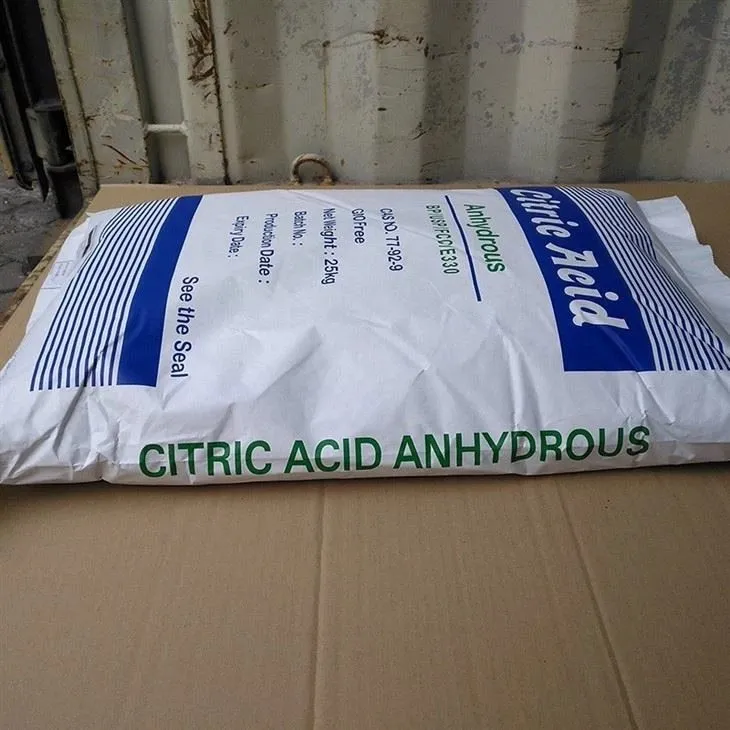 Citric Acid
Anhydrous
BP/USP/FCC/E330
CAS NO. 77-92-9
GMO Free
Net Weight : 25kg
Batch No. :
Production Date :
Expiry Date :
See the Seal
CITRIC ACID ANHYDROUS